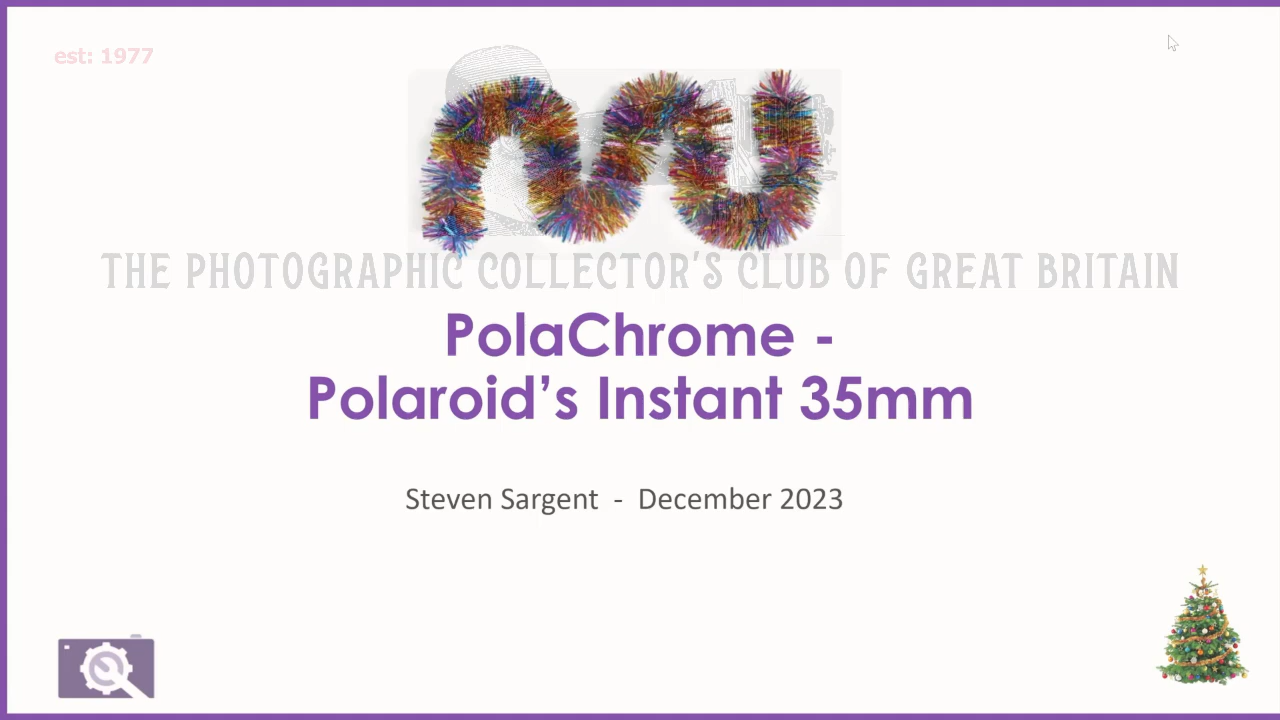 est: 1977
THE PHOTOGRAPHIC COLLECTOR'S CLUB OF GREAT BRITAIN
PolaChrome -
Polaroid’s Instant 35mm
Steven Sargent - December 2023